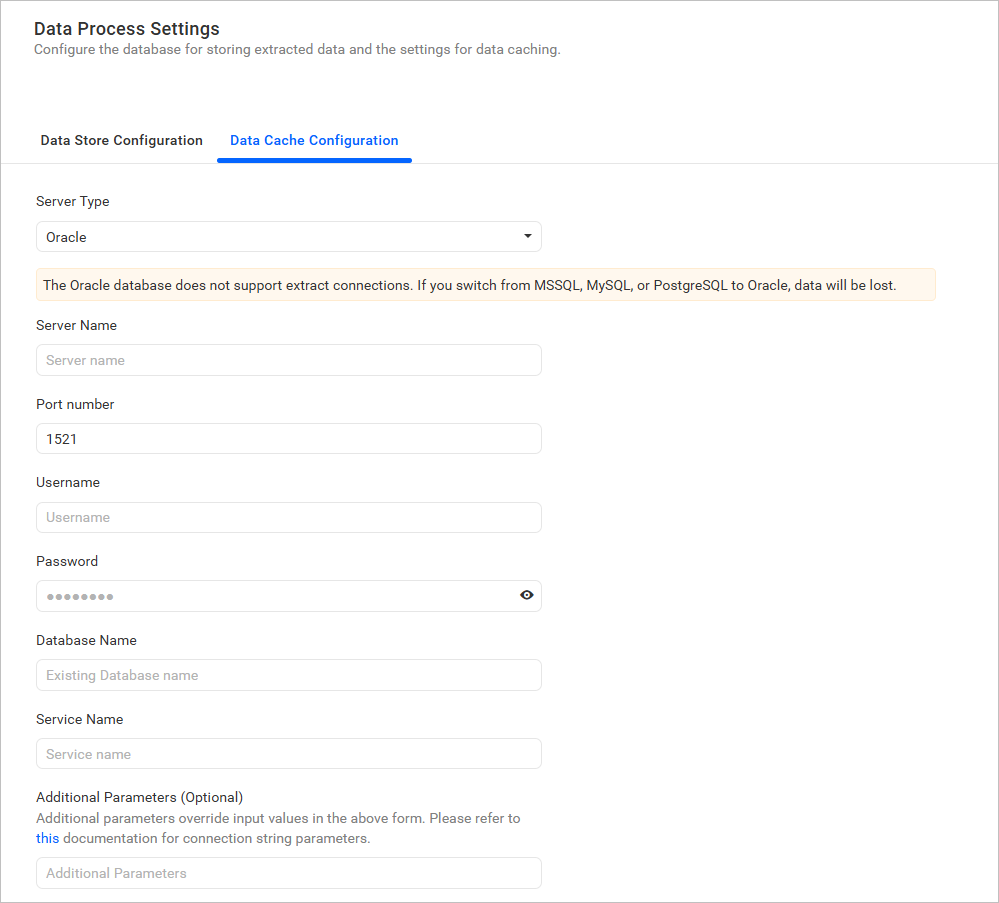 Data Process Settings
Configure the database for storing extracted data and the settings for data caching.
Data Store Configuration
Data Cache Configuration
Server Type
Oracle
The Oracle database does not support extract connections. If you switch from MSSQL, MySQL, or PostgreSQL to Oracle, data will be lost.
Server Name
Server name
Port number
1521
Username
Username
Password
●●●●●●●●
Database Name
Existing Database name
Service Name
Service name
Additional Parameters (Optional)
Additional parameters override input values in the above form. Please refer to
this documentation for connection string parameters.
Additional Parameters